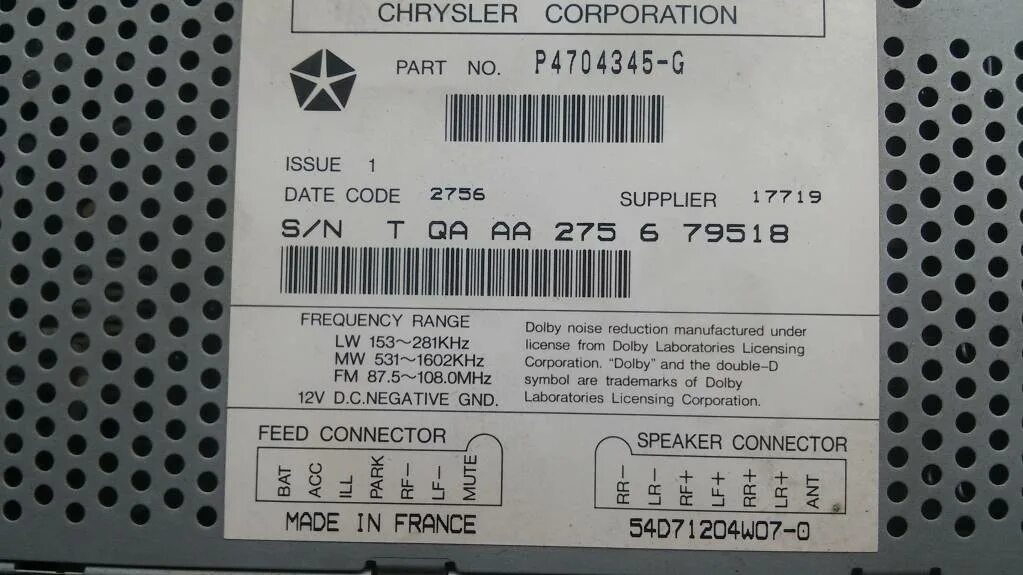 CHRYSLER CORPORATION
PART NO. P4704345-G
ISSUE 1
DATE CODE 2756
SUPPLIER 17719
S/N T QA AA 275 6 79518
FREQUENCY RANGE
LW 153~281KHz
MW 531~1602KHz
FM 87.5~108.0MHz
12V D.C.NEGATIVE GND.
Dolby noise reduction manufactured under
license from Dolby Laboratories Licensing
Corporation. "Dolby" and the double-D
symbol are trademarks of Dolby
Laboratories Licensing Corporation.
FEED CONNECTOR
BAT
ACC
ILL
PARK
RF-
LF-
MUTE
MADE IN FRANCE
SPEAKER CONNECTOR
RR-
LR-
RF+
LF+
RR+
LR+
ANT
54D71204W07-0